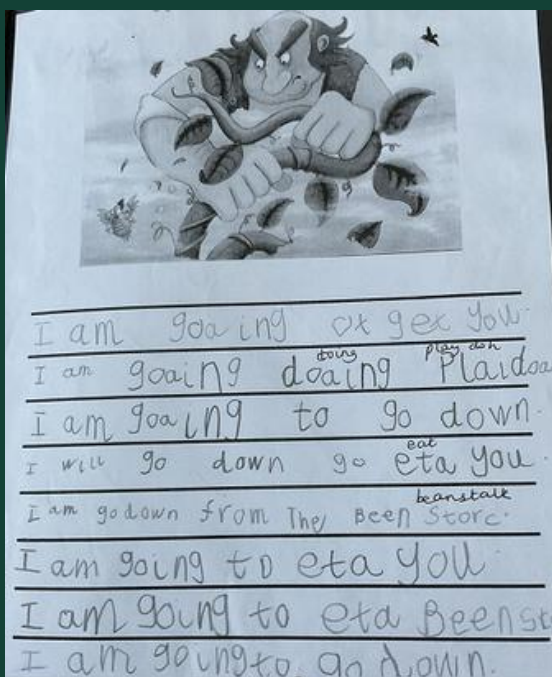 I am goaing ot get you.
doing play doh
I am goaing doaing Plaidoa
I am goaing to go down.
eat
I will go down go eta you.
beanstalk
I am go down from The Been Storc.
I am going to eta you.
I am going to eta Beenst
I am going to go down.